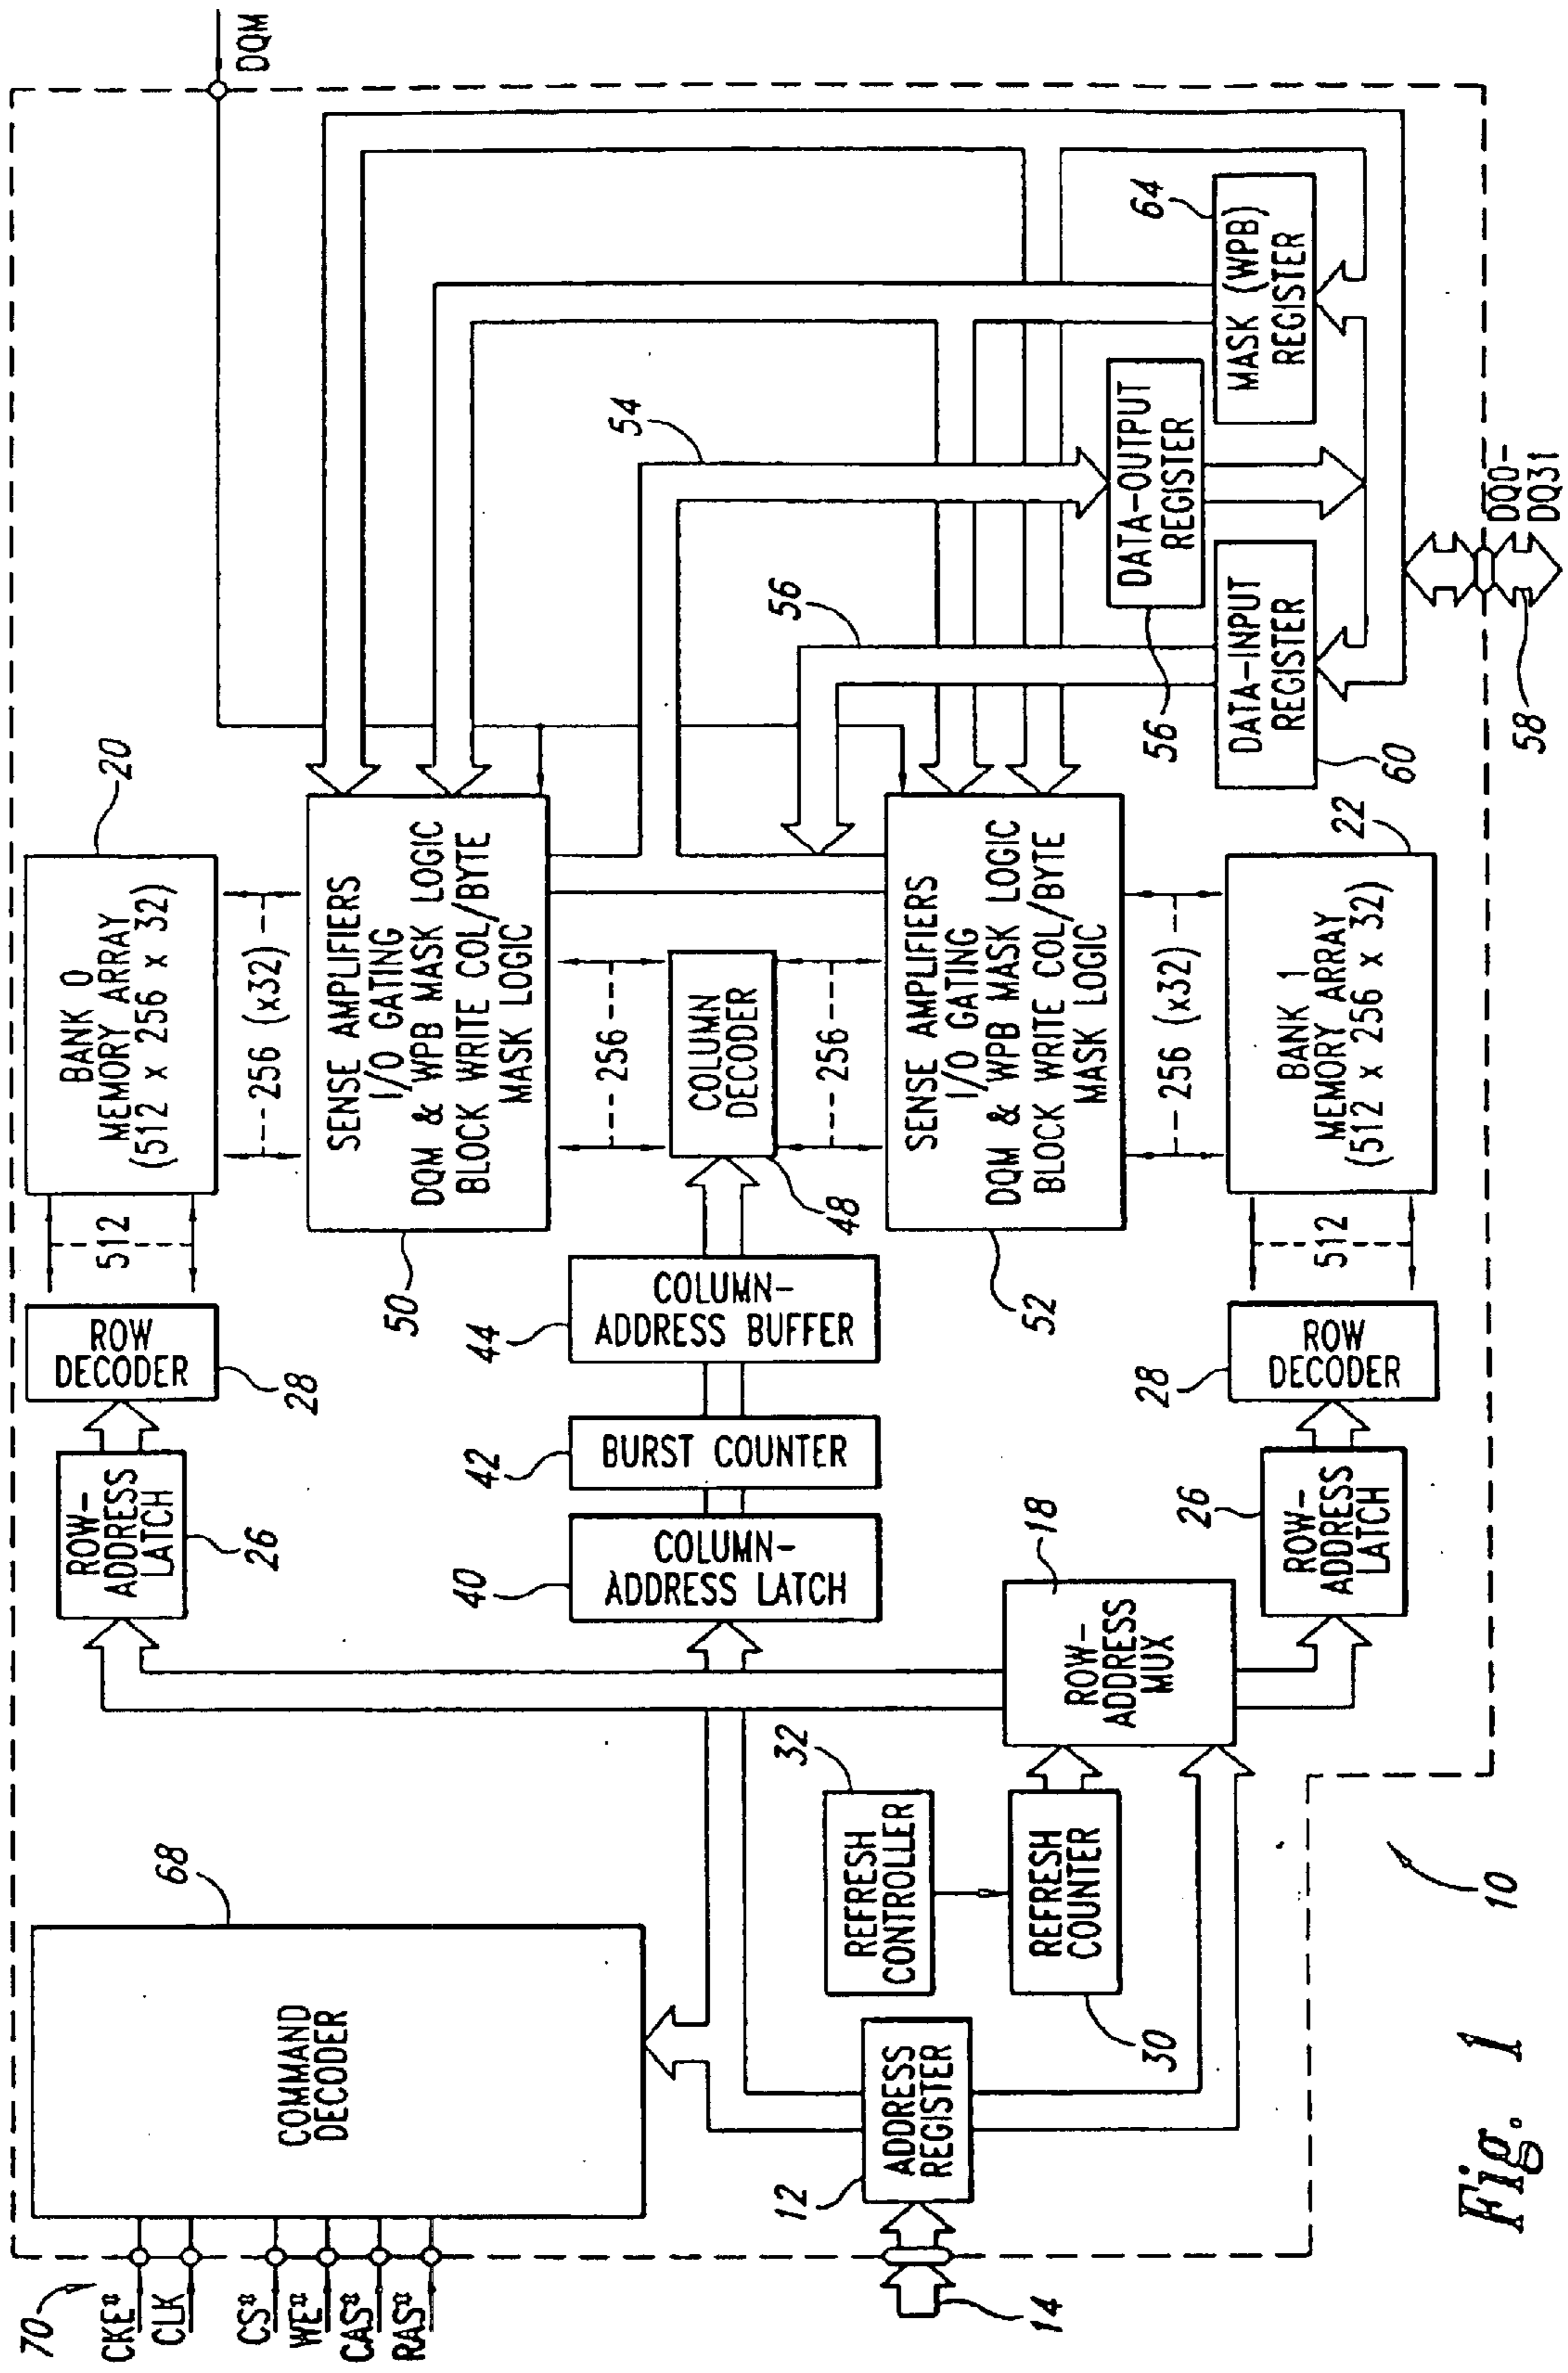 70
CKE*
CLK
CS*
WE*
CAS*
RAS*
COMMAND
DECODER
68
14
12
ADDRESS
REGISTER
REFRESH
CONTROLLER
32
REFRESH
COUNTER
30
ROW-
ADDRESS
MUX
18
ROW-
ADDRESS
LATCH
26
ROW
DECODER
28
512
BANK 0
MEMORY ARRAY
(512 x 256 x 32)
20
256 (x32)
SENSE AMPLIFIERS
I/O GATING
DQM & WPB MASK LOGIC
BLOCK WRITE COL/BYTE
MASK LOGIC
50
256
COLUMN-
ADDRESS LATCH
40
BURST COUNTER
42
COLUMN-
ADDRESS BUFFER
44
COLUMN
DECODER
48
256
SENSE AMPLIFIERS
I/O GATING
DQM & WPB MASK LOGIC
BLOCK WRITE COL/BYTE
MASK LOGIC
52
256 (x32)
ROW-
ADDRESS
LATCH
26
ROW
DECODER
28
512
BANK 1
MEMORY ARRAY
(512 x 256 x 32)
22
DQM
54
56
DATA-OUTPUT
REGISTER
56
DATA-INPUT
REGISTER
60
MASK (WPB)
REGISTER
64
DQ0-
DQ31
58
10
Fig. 1